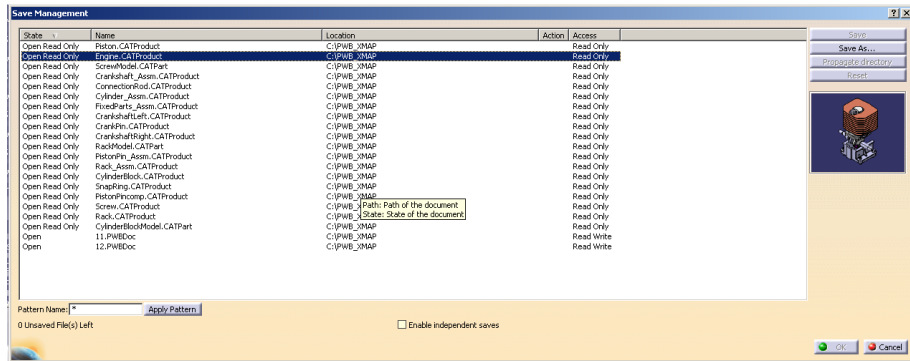 Save Management
State Name Location Action Access
Open Read Only Piston.CATProduct C:\PWB_XMAP Read Only
Open Read Only Engine.CATProduct C:\PWB_XMAP Read Only
Open Read Only ScrewModel.CATPart C:\PWB_XMAP Read Only
Open Read Only Crankshaft_Assm.CATProduct C:\PWB_XMAP Read Only
Open Read Only ConnectionRod.CATProduct C:\PWB_XMAP Read Only
Open Read Only Cylinder_Assm.CATProduct C:\PWB_XMAP Read Only
Open Read Only FixedParts_Assm.CATProduct C:\PWB_XMAP Read Only
Open Read Only CrankshaftLeft.CATProduct C:\PWB_XMAP Read Only
Open Read Only CrankPin.CATProduct C:\PWB_XMAP Read Only
Open Read Only CrankshaftRight.CATProduct C:\PWB_XMAP Read Only
Open Read Only RackModel.CATPart C:\PWB_XMAP Read Only
Open Read Only PistonPin_Assm.CATProduct C:\PWB_XMAP Read Only
Open Read Only Rack_Assm.CATProduct C:\PWB_XMAP Read Only
Open Read Only CylinderBlock.CATProduct C:\PWB_XMAP Read Only
Open Read Only SnapRing.CATProduct C:\PWB_XMAP Read Only
Open Read Only PistonPincomp.CATProduct C:\PWB_XMAP Read Only
Open Read Only Screw.CATProduct C:\PWB_X Read Only
Open Read Only Rack.CATProduct C:\PWB_X Read Only
Open Read Only CylinderBlockModel.CATPart C:\PWB_XMAP Read Only
Open 11.PWBDoc C:\PWB_XMAP Read Write
Open 12.PWBDoc C:\PWB_XMAP Read Write
Path: Path of the document
State: State of the document
Save
Save As...
Propagate directory
Reset
Pattern Name: * Apply Pattern
0 Unsaved File(s) Left Enable independent saves
OK Cancel